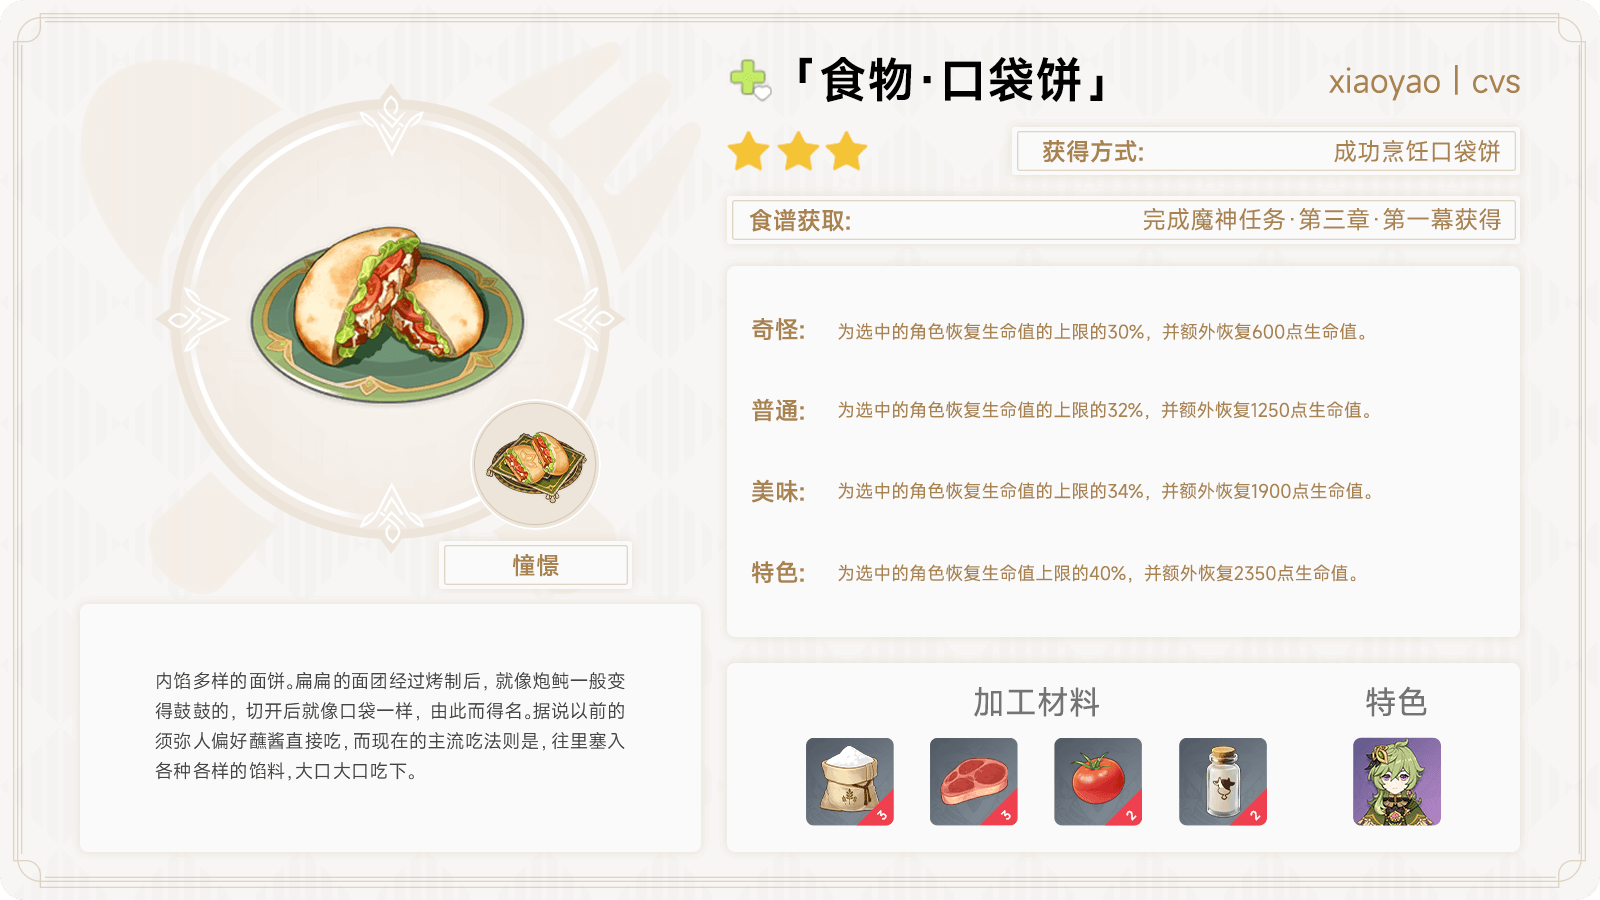 「食物·口袋饼」
xiaoyao | cvs
获得方式: 成功烹饪口袋饼
食谱获取: 完成魔神任务·第三章·第一幕获得
奇怪: 为选中的角色恢复生命值的上限的30%，并额外恢复600点生命值。
普通: 为选中的角色恢复生命值的上限的32%，并额外恢复1250点生命值。
美味: 为选中的角色恢复生命值的上限的34%，并额外恢复1900点生命值。
特色: 为选中的角色恢复生命值上限的40%，并额外恢复2350点生命值。
憧憬
内馅多样的面饼。扁扁的面团经过烤制后，就像炮鲀一般变
得鼓鼓的，切开后就像口袋一样，由此而得名。据说以前的
须弥人偏好蘸酱直接吃，而现在的主流吃法则是，往里塞入
各种各样的馅料，大口大口吃下。
加工材料
特色
3
3
2
2